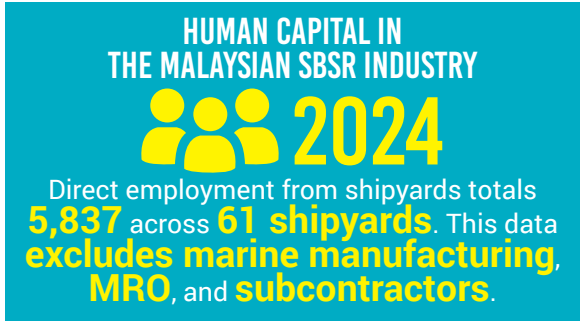 HUMAN CAPITAL IN
THE MALAYSIAN SBSR INDUSTRY
2024
Direct employment from shipyards totals
5,837 across 61 shipyards. This data
excludes marine manufacturing,
MRO, and subcontractors.